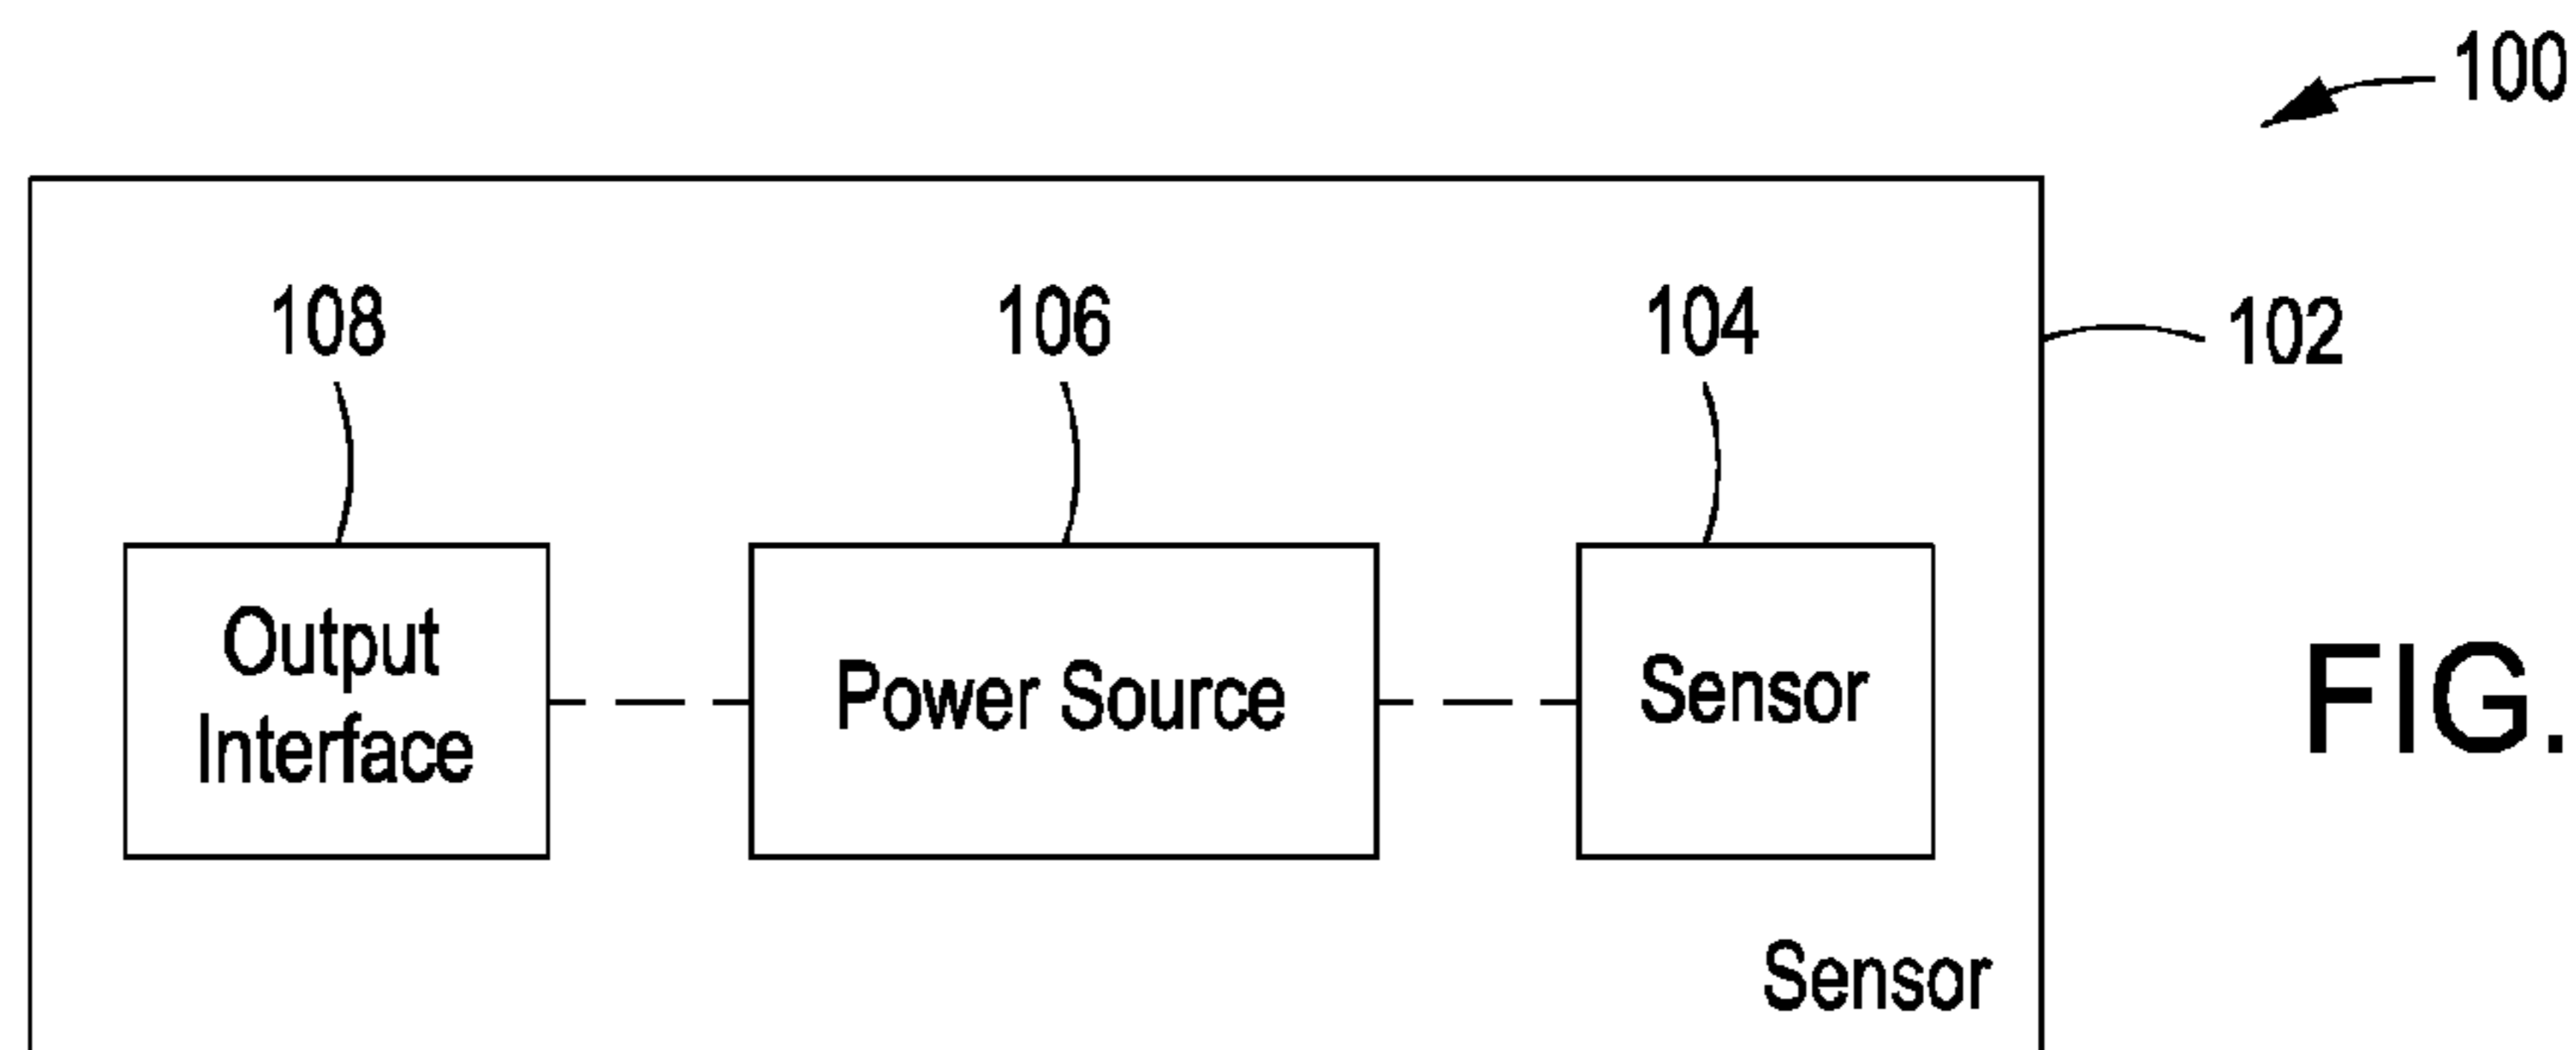 100
108
106
104
102
Output
Interface
Power Source
Sensor
FIG.
Sensor